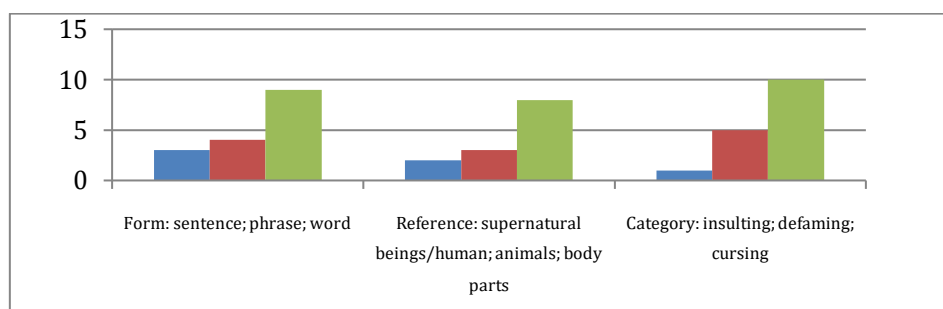 15
10
5
0
Form: sentence; phrase; word
Reference: supernatural
beings/human; animals; body
parts
Category: insulting; defaming;
cursing